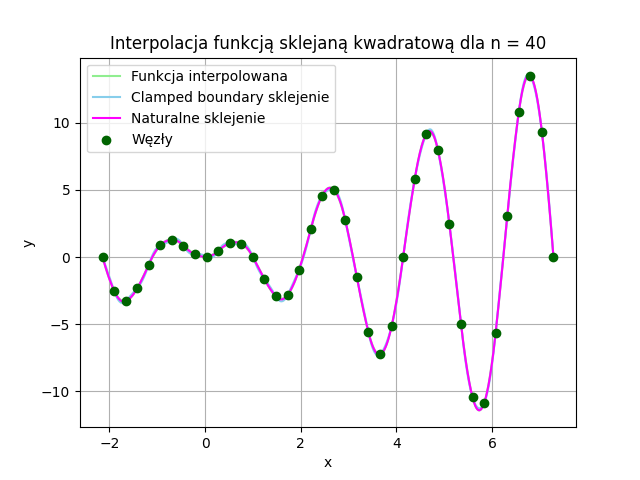 Interpolacja funkcją sklejaną kwadratową dla n = 40
Funkcja interpolowana
Clamped boundary sklejenie
Naturalne sklejenie
Węzły
y
10
5
0
−5
−10
−2
0
2
4
6
x